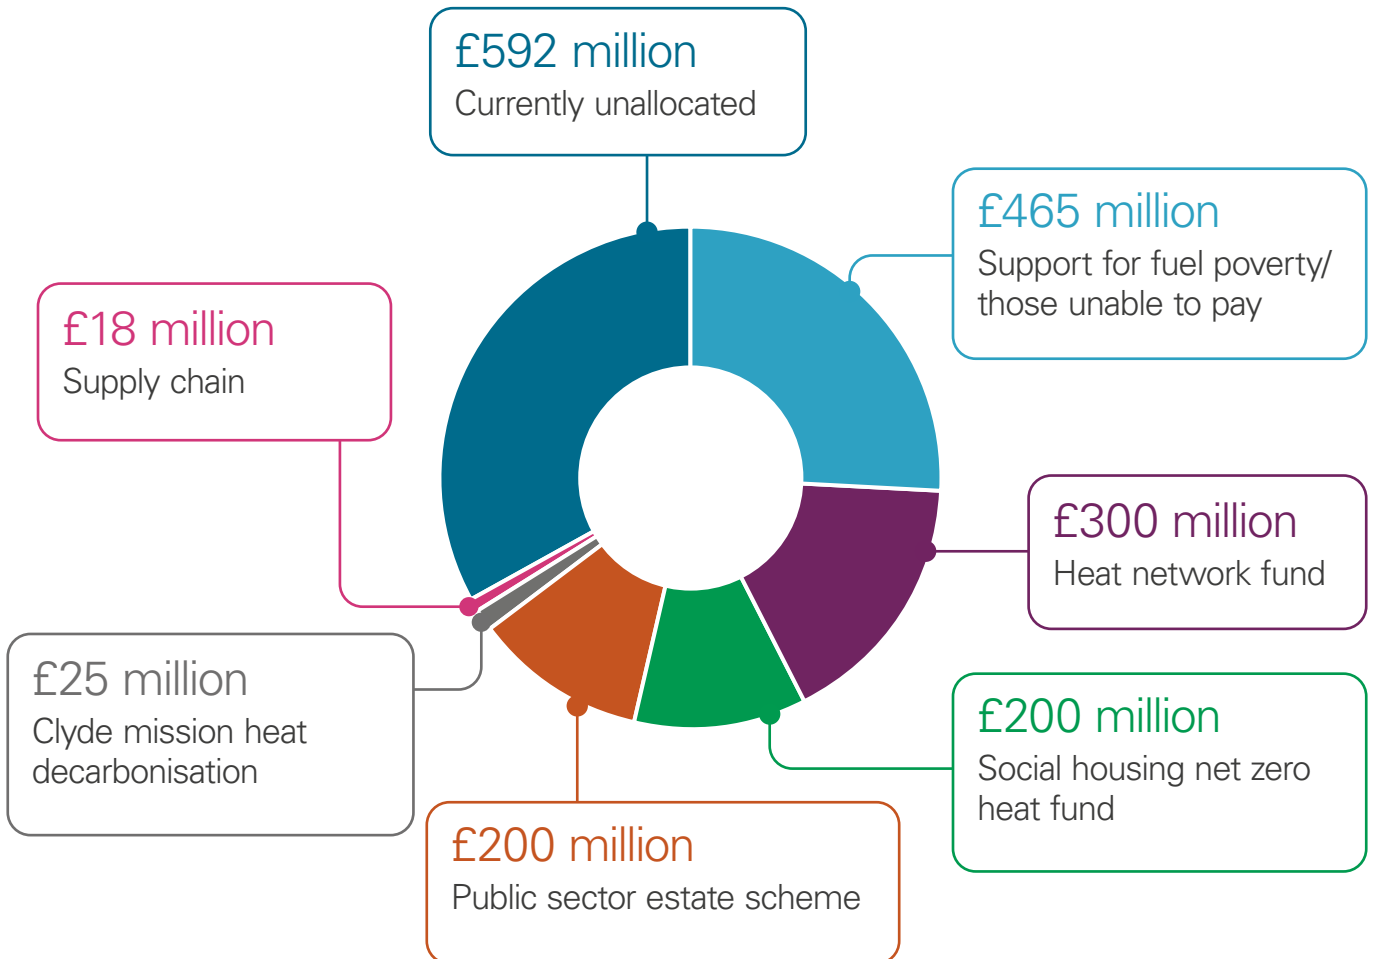 £592 million
Currently unallocated
£465 million
Support for fuel poverty/
those unable to pay
£18 million
Supply chain
£300 million
Heat network fund
£25 million
Clyde mission heat
decarbonisation
£200 million
Social housing net zero
heat fund
£200 million
Public sector estate scheme